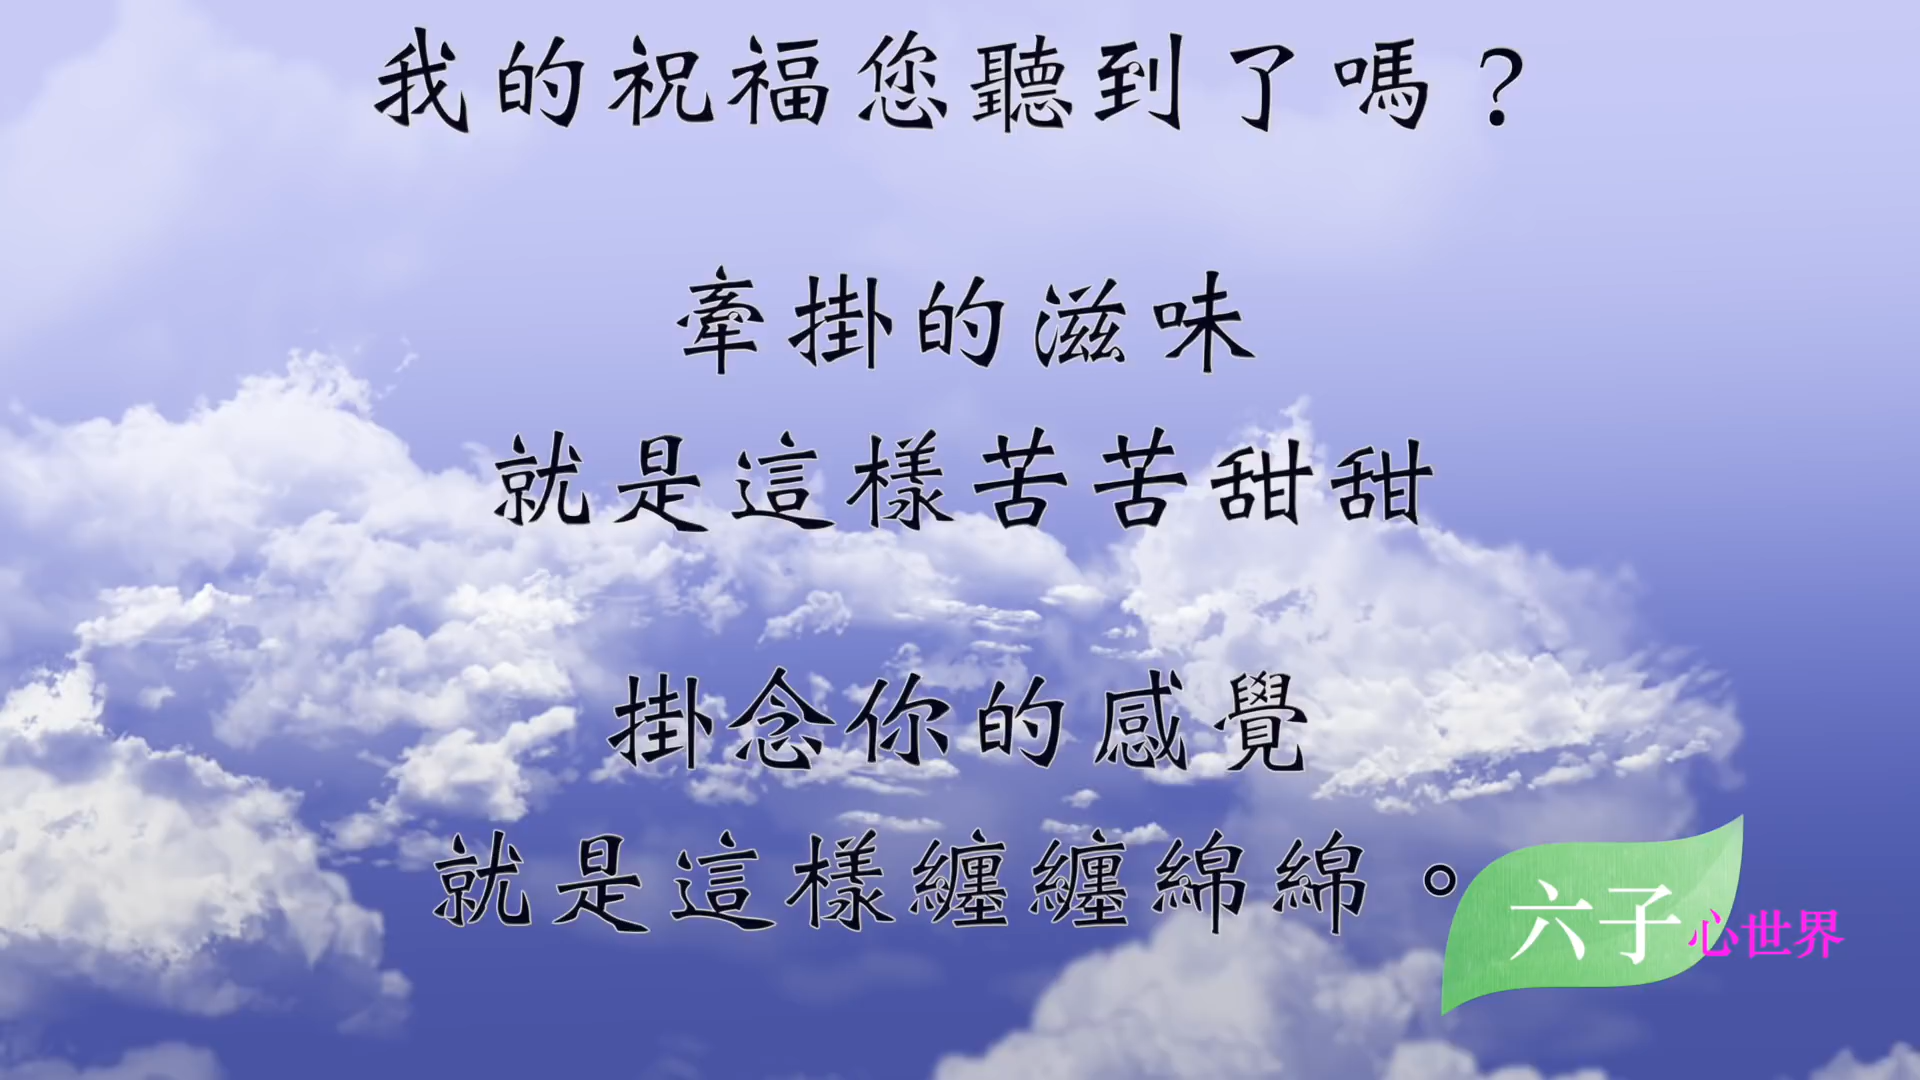 我的祝福您聽到了嗎？
牽掛的滋味
就是這樣苦苦甜甜
掛念你的感覺
就是這樣纏纏綿綿。
六子心世界